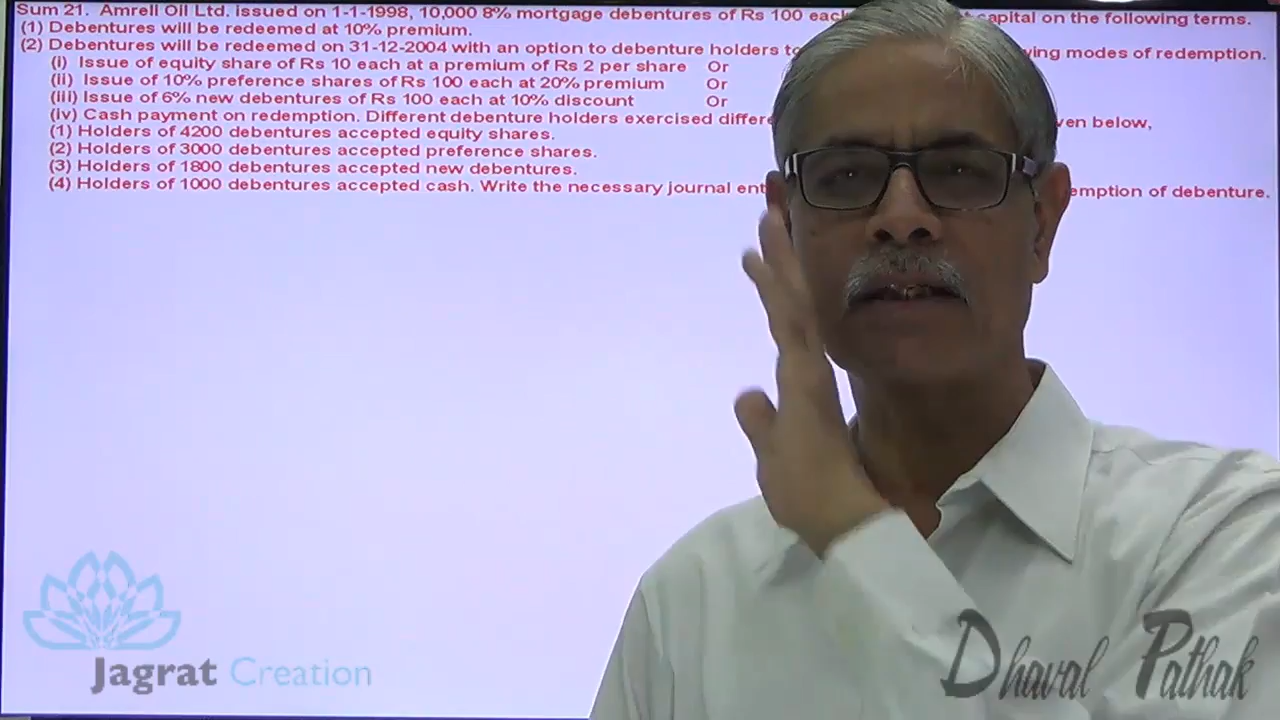 Sum 21. Amrell Oil Ltd. issued on 1-1-1998, 10,000 8% mortgage debentures of Rs 100 each capital on the following terms.
(1) Debentures will be redeemed at 10% premium.
(2) Debentures will be redeemed on 31-12-2004 with an option to debenture holders modes of redemption.
(i) Issue of equity share of Rs 10 each at a premium of Rs 2 per share Or
(ii) Issue of 10% preference shares of Rs 100 each at 20% premium Or
(iii) Issue of 6% new debentures of Rs 100 each at 10% discount Or
(iv) Cash payment on redemption. Different debenture holders exercised below,
(1) Holders of 4200 debentures accepted equity shares.
(2) Holders of 3000 debentures accepted preference shares.
(3) Holders of 1800 debentures accepted new debentures.
(4) Holders of 1000 debentures accepted cash. Write the necessary journal of debenture.
Jagrat Creation
Dhaval Pathak